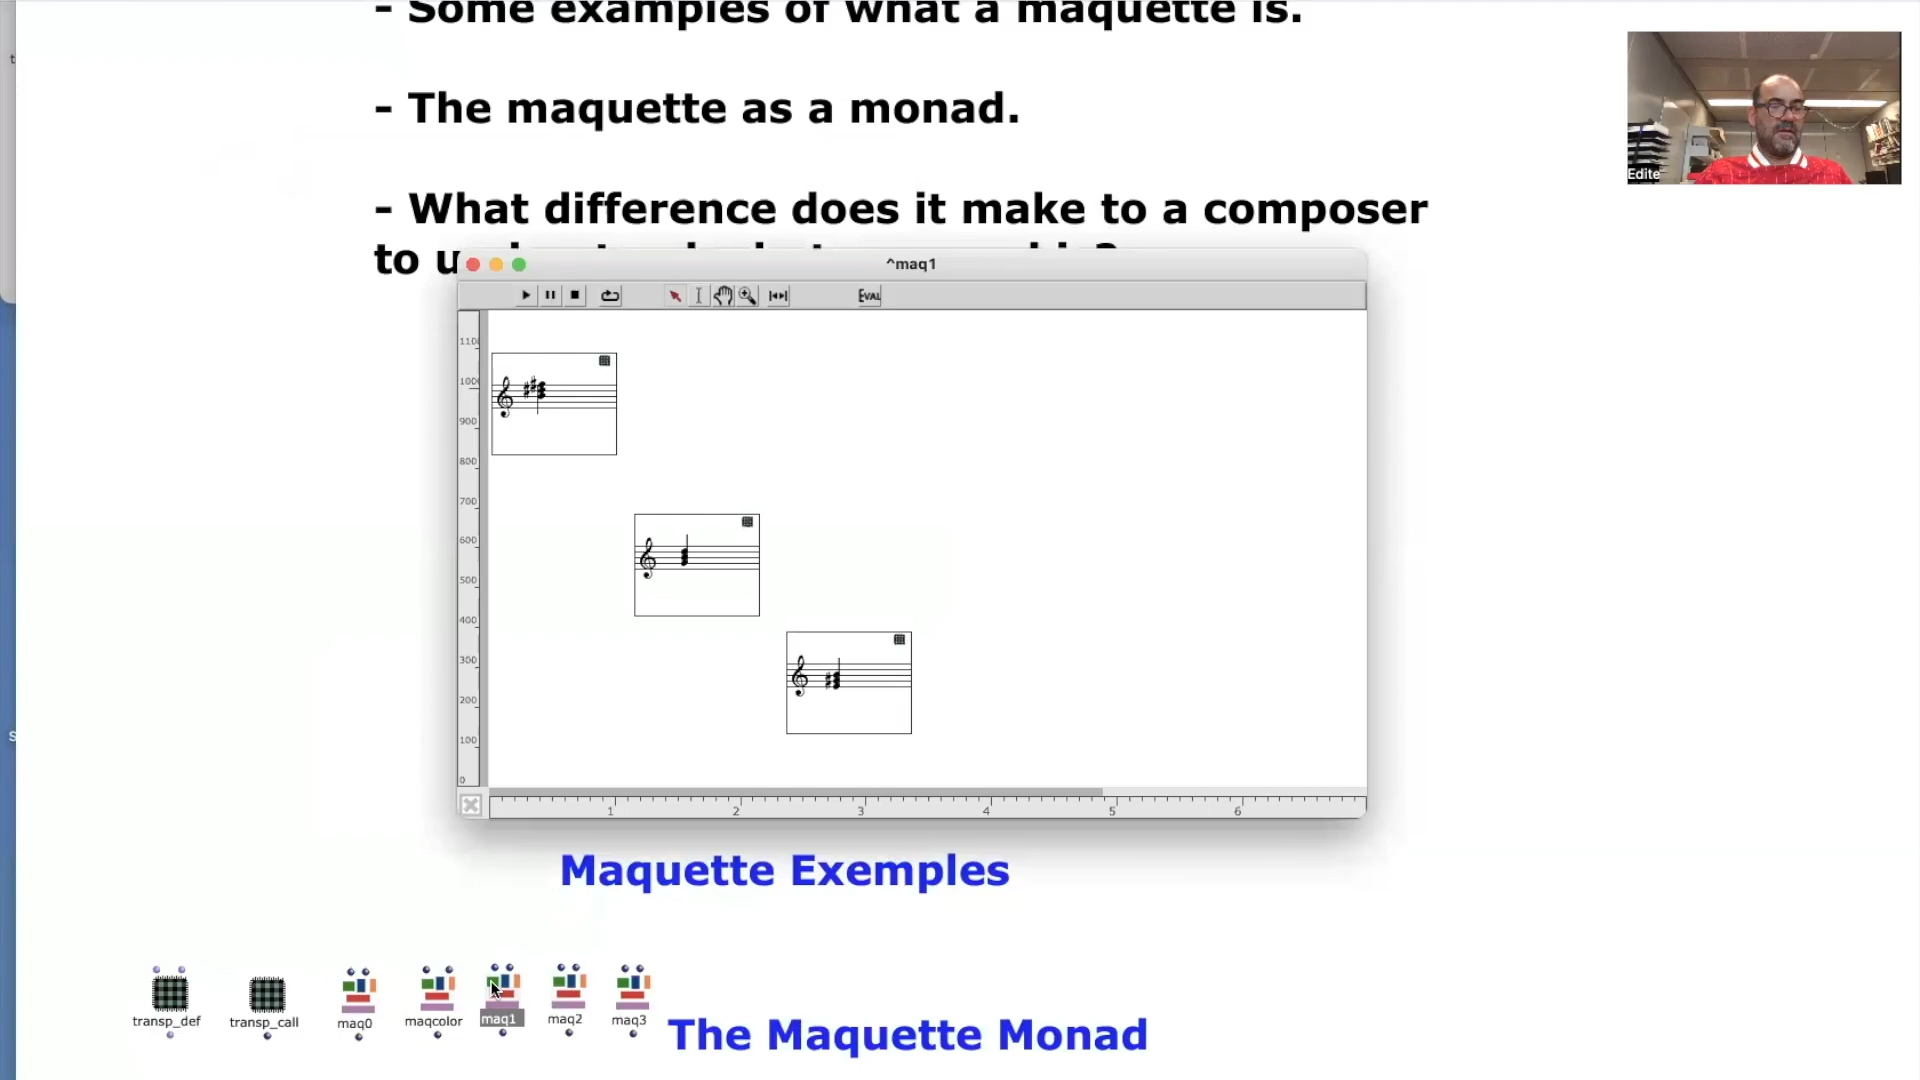 - Some examples of what a maquette is.
- The maquette as a monad.
- What difference does it make to a composer
to u
Edite
^maq1
EVAL
1100
1000
900
800
700
600
500
400
300
200
100
0
1 2 3 4 5 6
Maquette Exemples
transp_def transp_call maq0 maqcolor maq1 maq2 maq3
The Maquette Monad